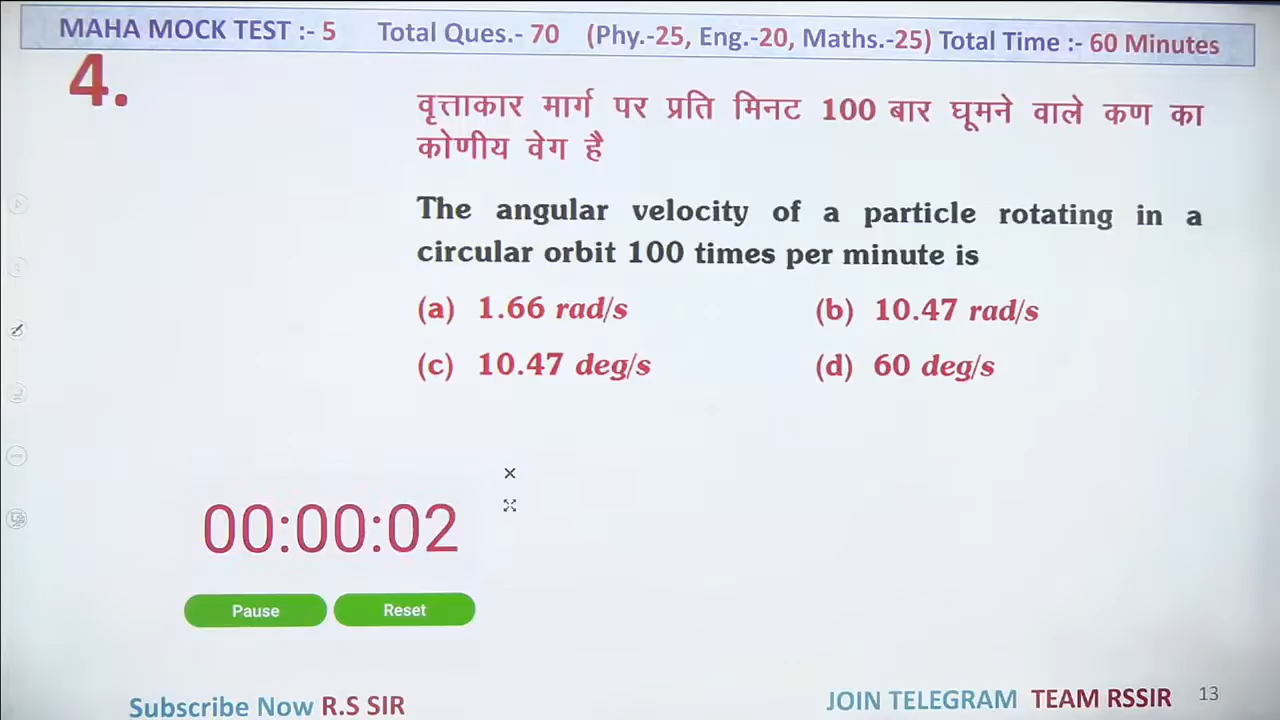 MAHA MOCK TEST :- 5 Total Ques.- 70 (Phy.-25, Eng.-20, Maths.-25) Total Time :- 60 Minutes
4.
वृत्ताकार मार्ग पर प्रति मिनट 100 बार घूमने वाले कण का
कोणीय वेग है
The angular velocity of a particle rotating in a
circular orbit 100 times per minute is
(a) 1.66 rad/s (b) 10.47 rad/s
(c) 10.47 deg/s (d) 60 deg/s
00:00:02
Pause Reset
Subscribe Now R.S SIR JOIN TELEGRAM TEAM RSSIR 13